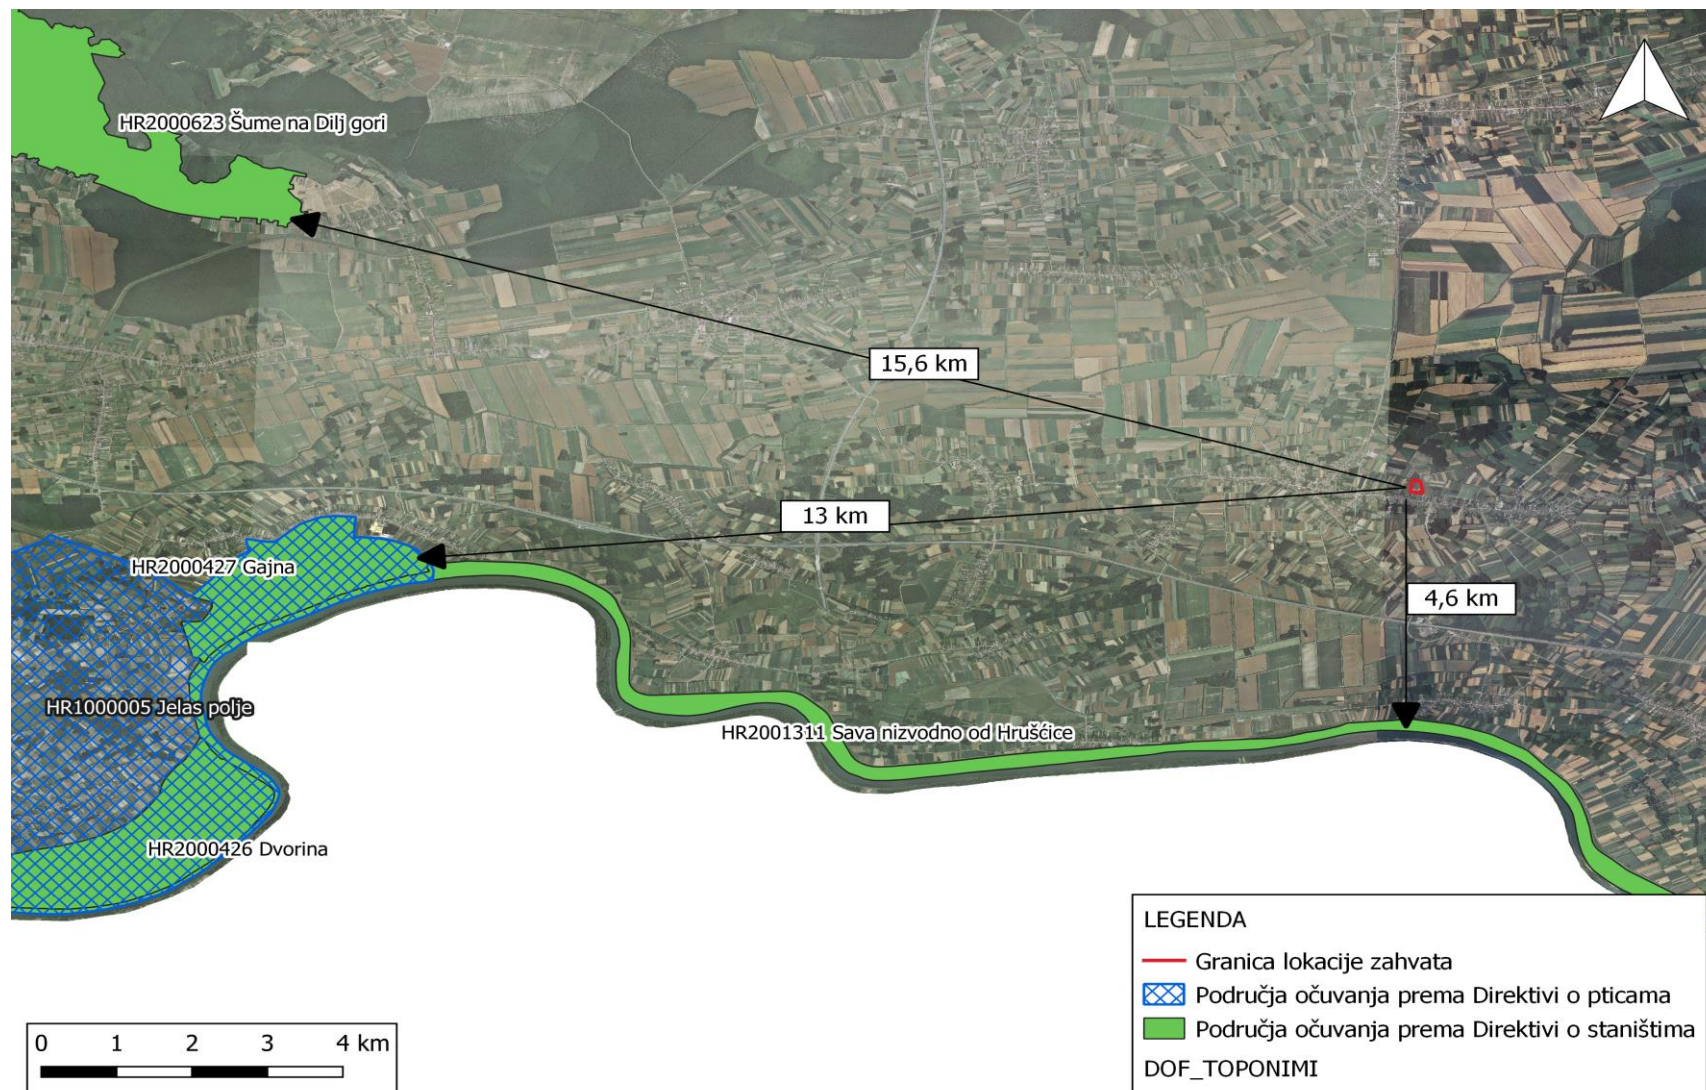 HR2000623 Šume na Dilj gori
15,6 km
13 km
HR2000427 Gajna
4,6 km
HR1000005 Jelas polje
HR2001311 Sava nizvodno od Hrušćice
HR2000426 Dvorina
LEGENDA
Granica lokacije zahvata
Područja očuvanja prema Direktivi o pticama
Područja očuvanja prema Direktivi o staništima
DOF_TOPONIMI
0 1 2 3 4 km